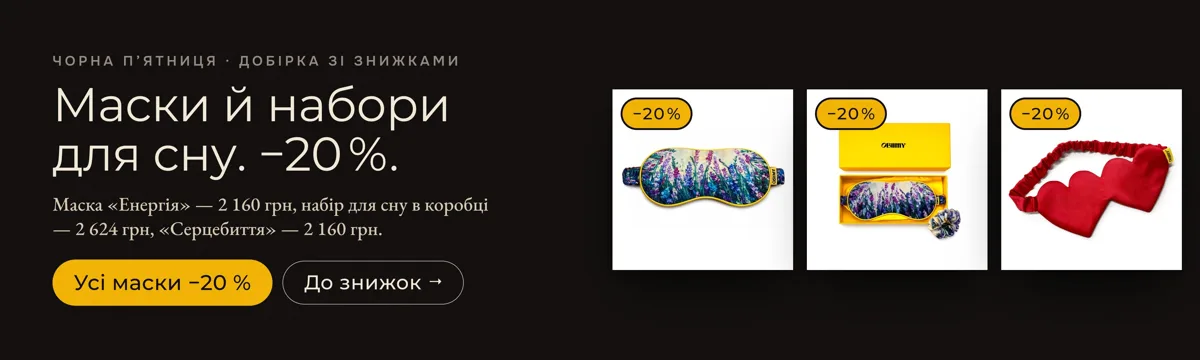 ЧОРНА П’ЯТНИЦЯ · ДОБІРКА ЗІ ЗНИЖКАМИ
Маски й набори
для сну. −20 %.
Маска «Енергія» — 2 160 грн, набір для сну в коробці
— 2 624 грн, «Серцебиття» — 2 160 грн.
Усі маски −20 %
До знижок →
−20 %
−20 %
−20 %